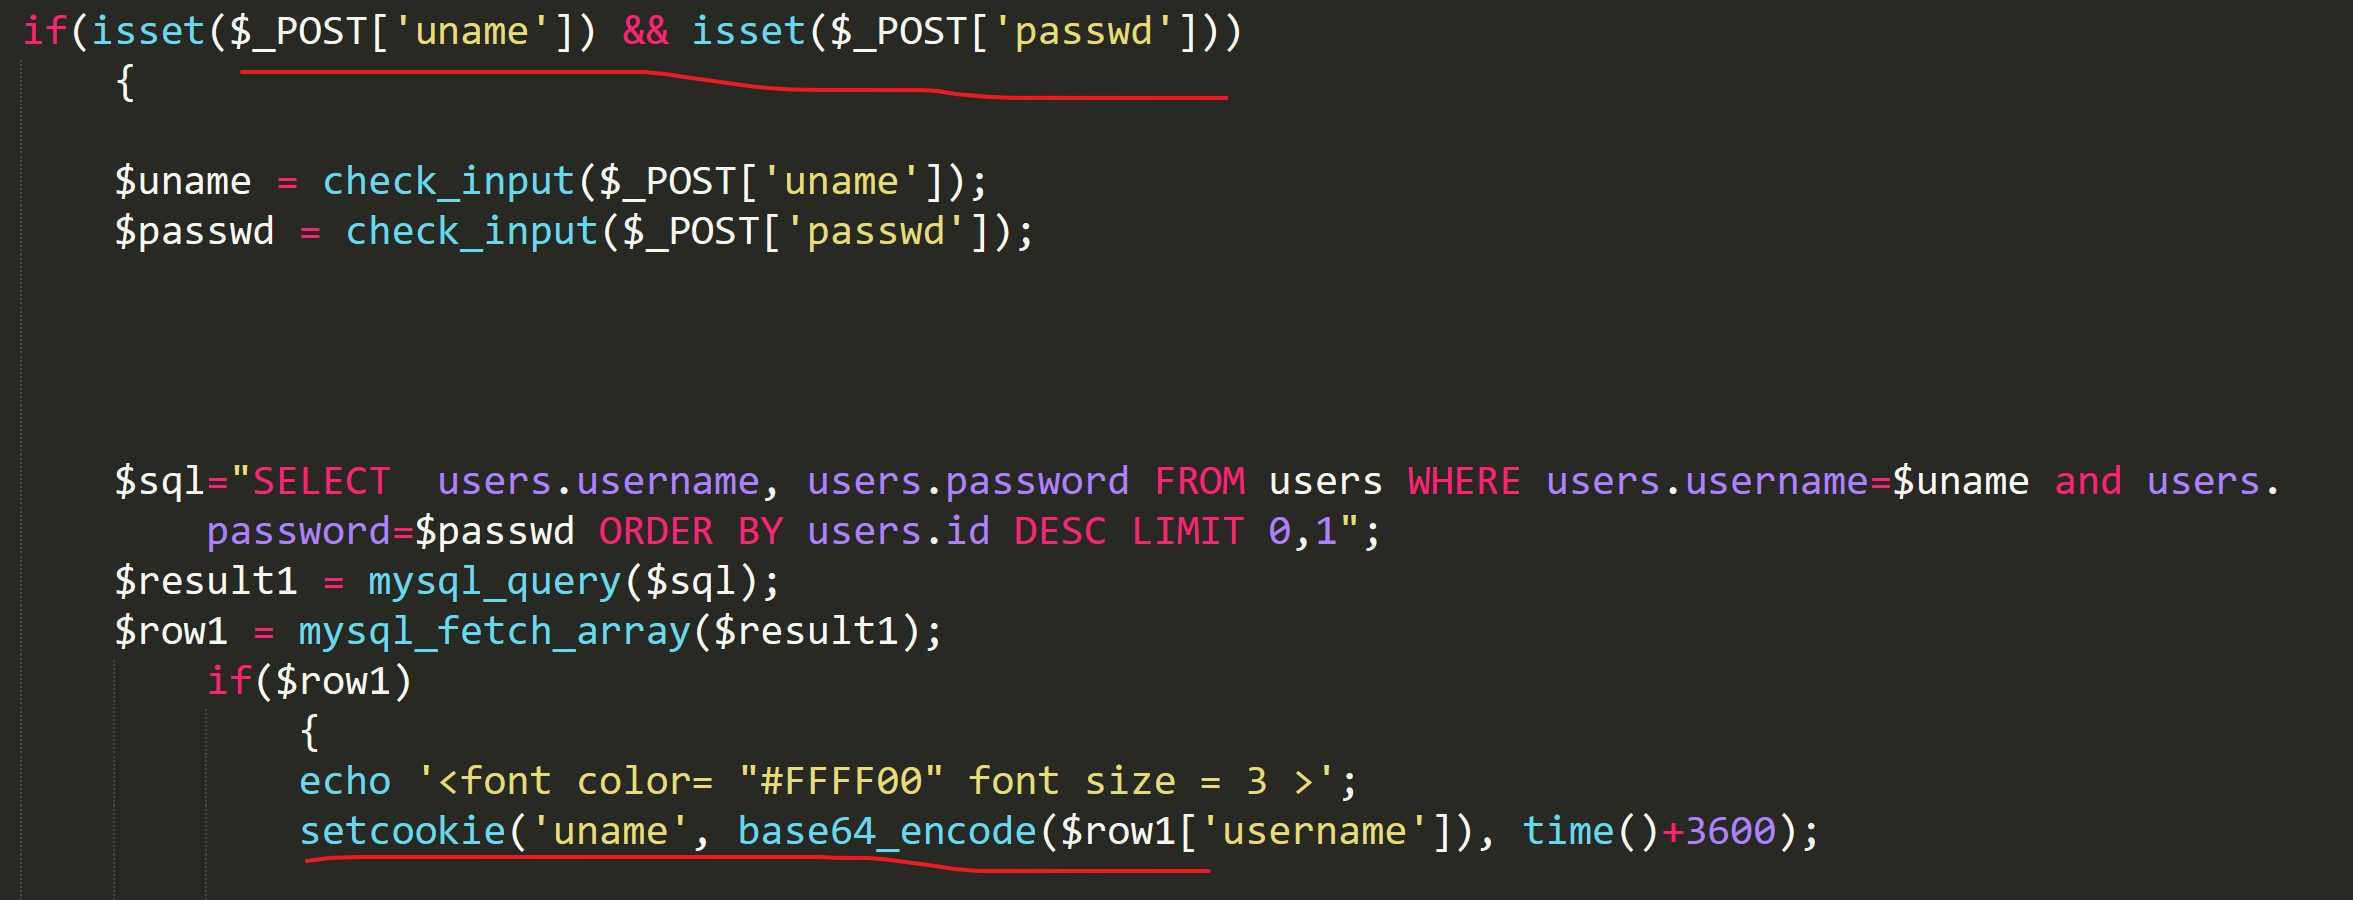 if(isset($_POST['uname']) && isset($_POST['passwd']))
{
$uname = check_input($_POST['uname']);
$passwd = check_input($_POST['passwd']);
$sql="SELECT  users.username, users.password FROM users WHERE users.username=$uname and users.
password=$passwd ORDER BY users.id DESC LIMIT 0,1";
$result1 = mysql_query($sql);
$row1 = mysql_fetch_array($result1);
if($row1)
{
echo '<font color= "#FFFF00" font size = 3 >';
setcookie('uname', base64_encode($row1['username']), time()+3600);